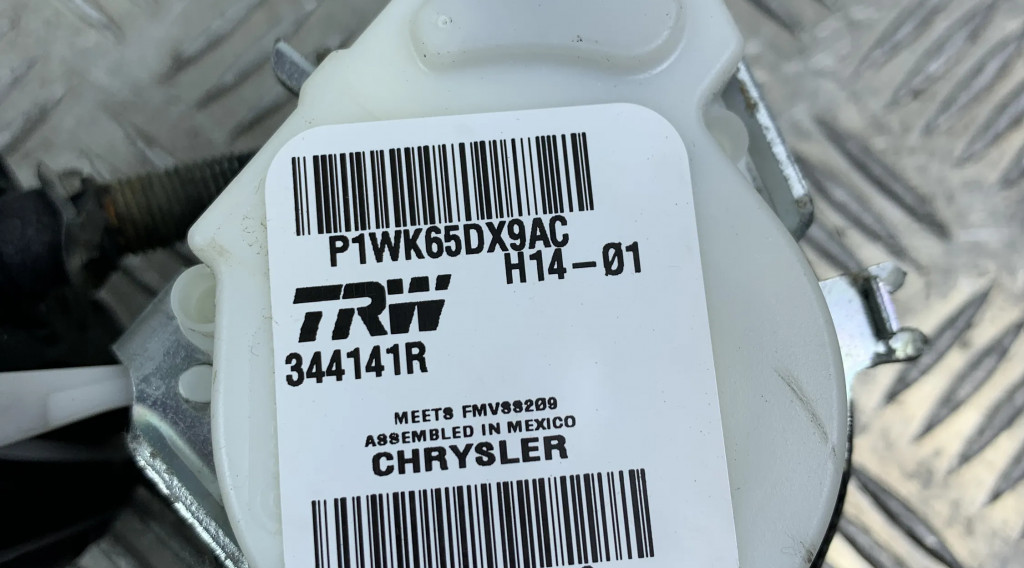 P1WK65DX9AC
H14-Ø1
TRW
344141R
MEETS FMVSS2Ø9
ASSEMBLED IN MEXICO
CHRYSLER